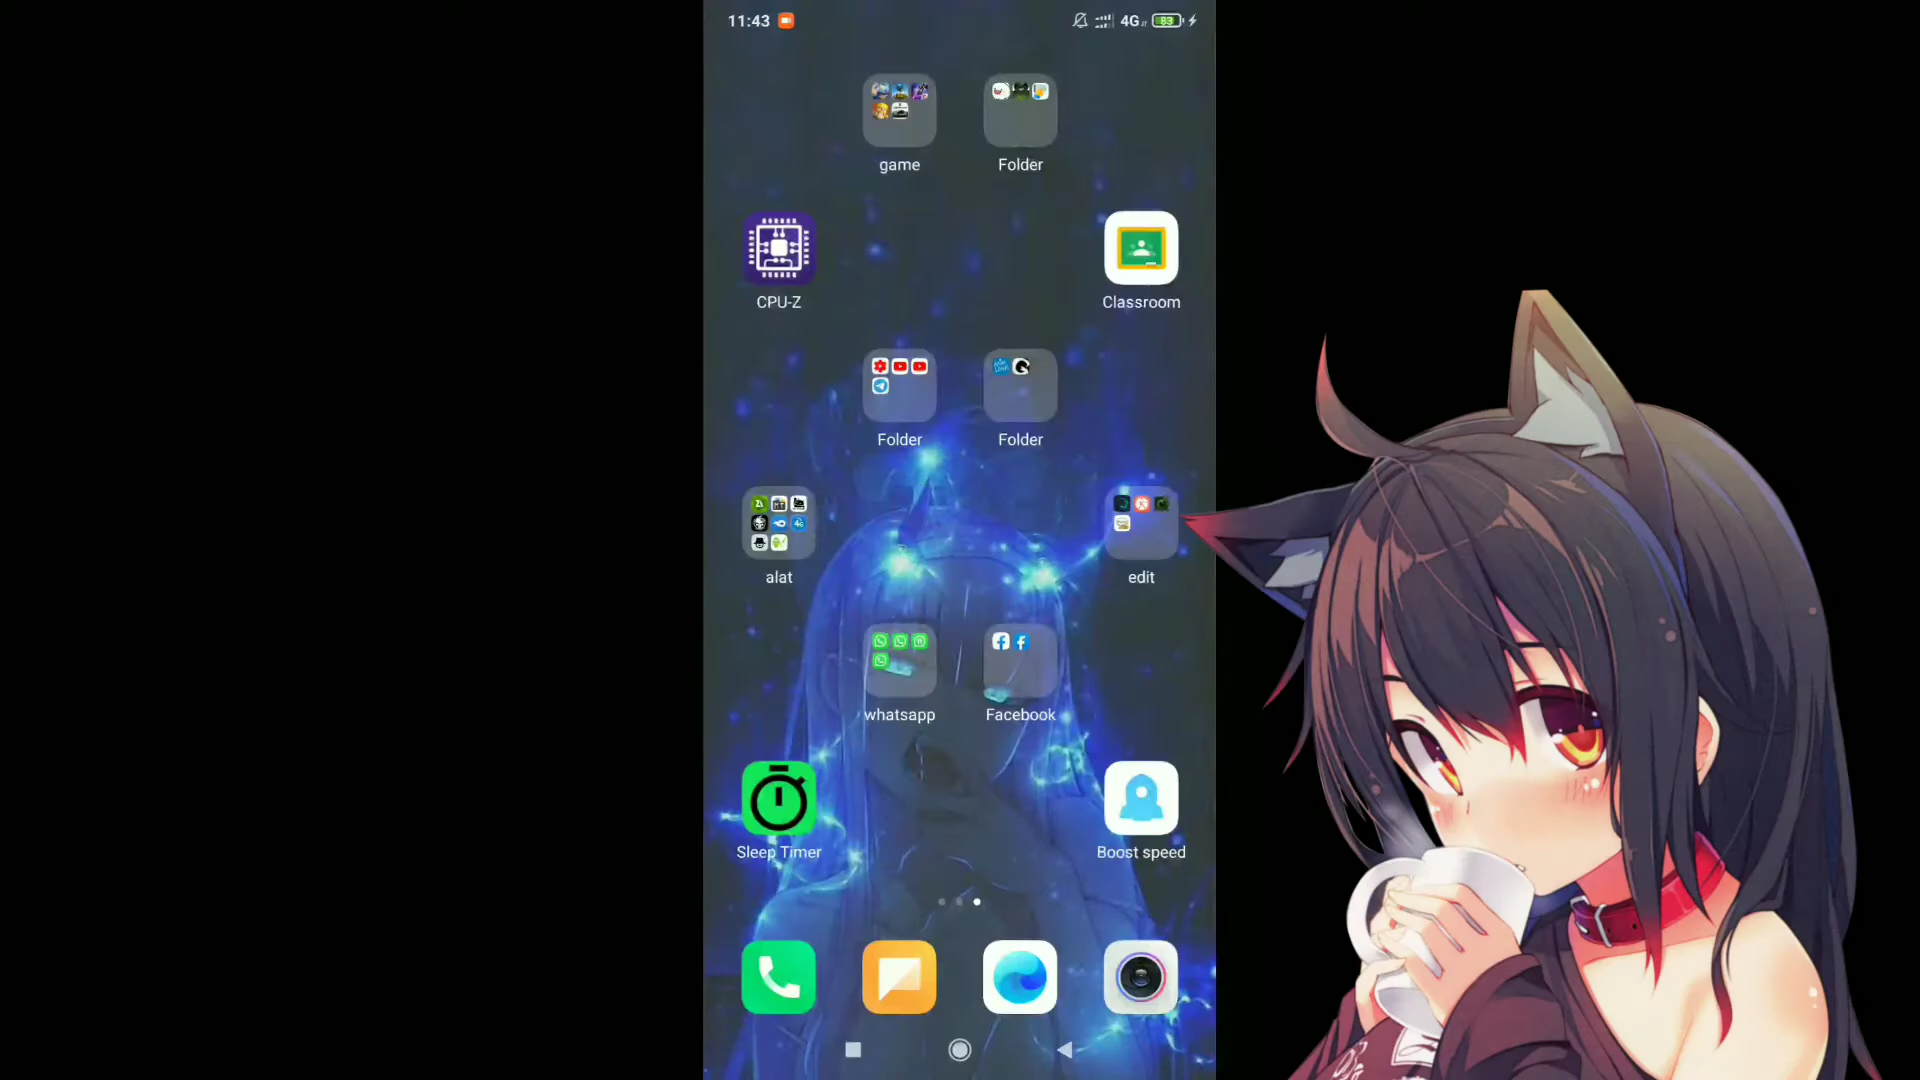 11:43
4G
83
game
Folder
CPU-Z
Classroom
Folder
Folder
alat
edit
whatsapp
Facebook
Sleep Timer
Boost speed